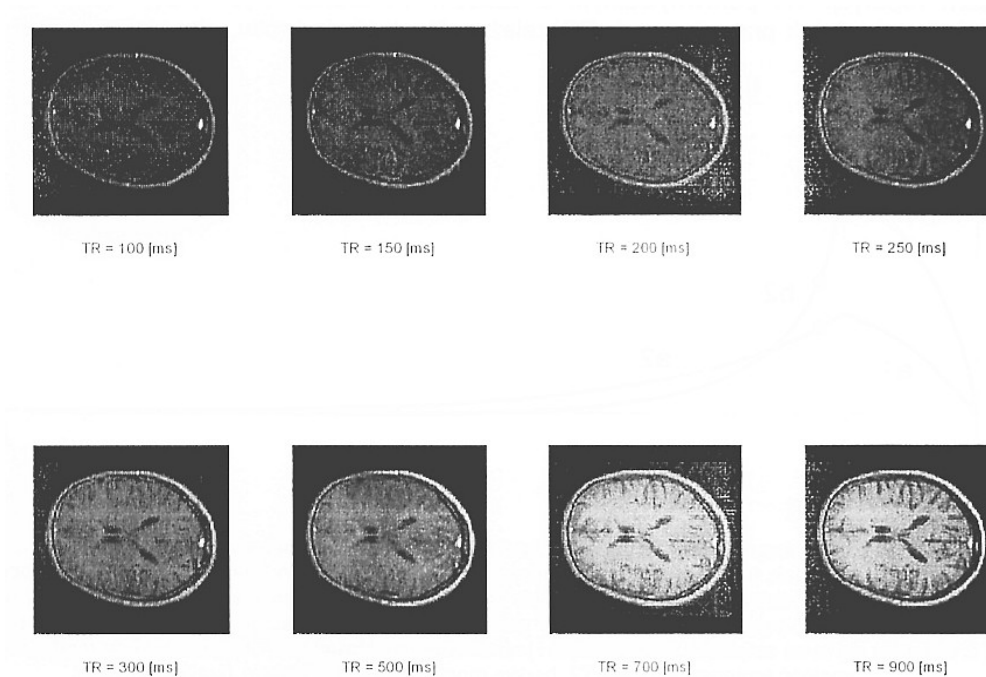 TR = 100 [ms]
TR = 150 [ms]
TR = 200 [ms]
TR = 250 [ms]
TR = 300 [ms]
TR = 500 [ms]
TR = 700 [ms]
TR = 900 [ms]